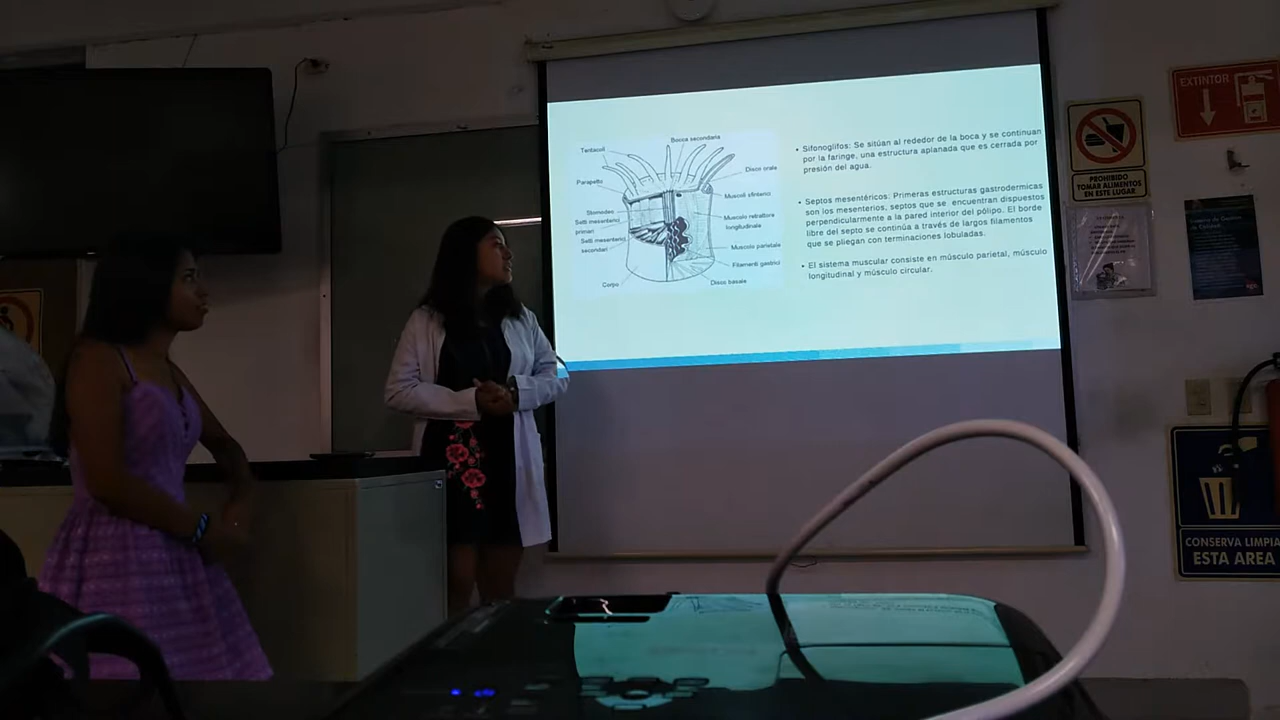 Bocca secondaria
Tentacoli
Disco orale
Parapetto
Muscoli sfinterici
Stomodeo
Setti mesenterici
primari
Muscolo retrattore
longitudinale
Setti mesenterici
secondari
Muscolo parietale
Filamenti gastrici
Corpo
Disco basale
• Sifonoglifos: Se sitúan al rededor de la boca y se continuan
por la faringe, una estructura aplanada que es cerrada por
presión del agua.
• Septos mesentéricos: Primeras estructuras gastrodermicas
son los mesenterios, septos que se encuentran dispuestos
perpendicularmente a la pared interior del pólipo. El borde
libre del septo se continúa a través de largos filamentos
que se pliegan con terminaciones lobuladas.
• El sistema muscular consiste en músculo parietal, músculo
longitudinal y músculo circular.
PROHIBIDO
TOMAR ALIMENTOS
EN ESTE LUGAR
EXTINTOR
CONSERVA LIMPIA
ESTA AREA